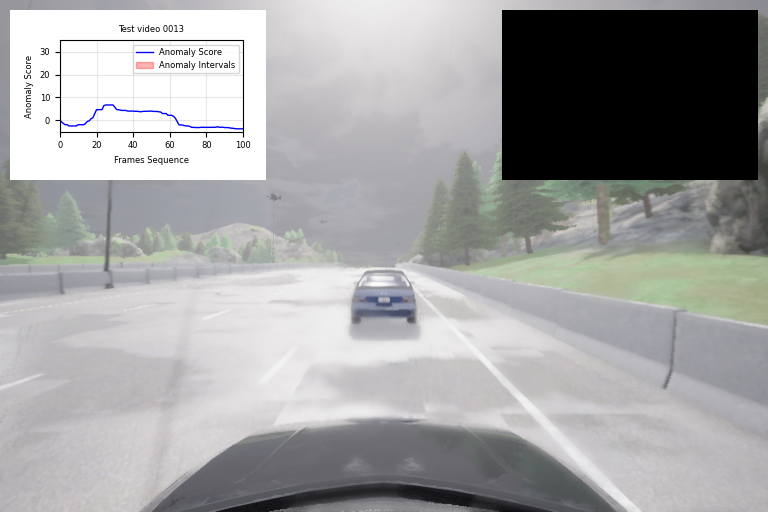 Test video 0013
Anomaly Score
Anomaly Intervals
Anomaly Score
30
20
10
0
0 20 40 60 80 100
Frames Sequence